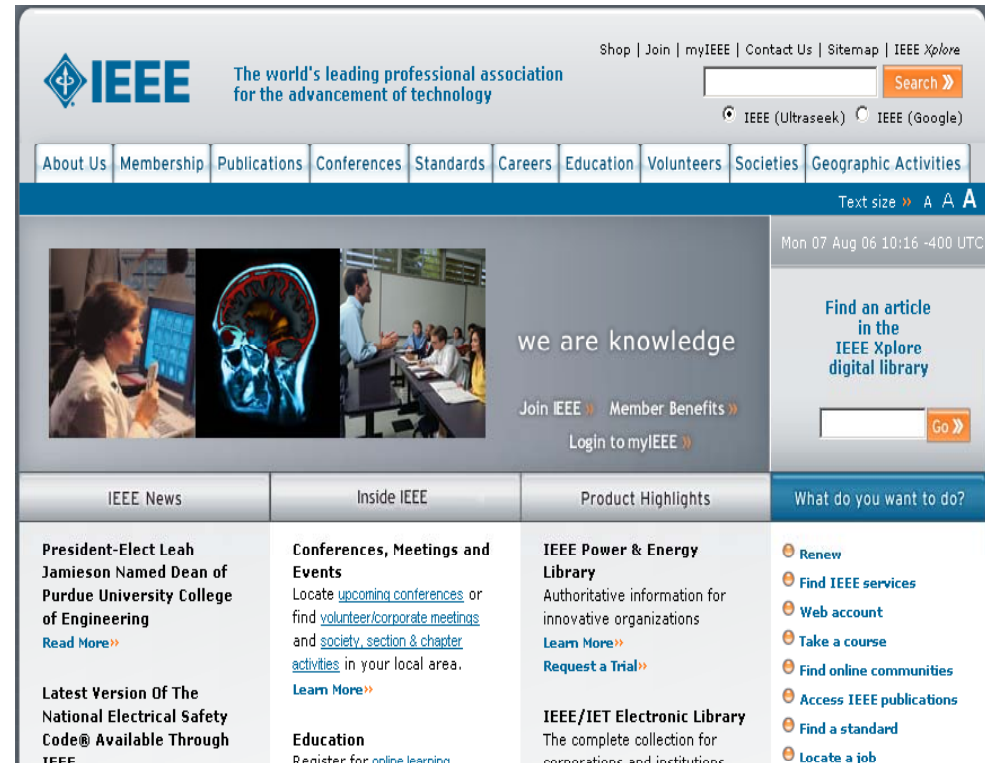 Shop | Join | myIEEE | Contact Us | Sitemap | IEEE Xplore
IEEE
The world's leading professional association
for the advancement of technology
Search »
IEEE (Ultraseek) IEEE (Google)
About Us Membership Publications Conferences Standards Careers Education Volunteers Societies Geographic Activities
Text size » A A A
Mon 07 Aug 06 10:16 -400 UTC
we are knowledge
Join IEEE » Member Benefits »
Login to myIEEE »
Find an article
in the
IEEE Xplore
digital library
Go »
IEEE News
President-Elect Leah
Jamieson Named Dean of
Purdue University College
of Engineering
Read More»
Latest Version Of The
National Electrical Safety
Code® Available Through
IEEE
Inside IEEE
Conferences, Meetings and
Events
Locate upcoming conferences or
find volunteer/corporate meetings
and society, section & chapter
activities in your local area.
Learn More»
Education
Register for online learning
Product Highlights
IEEE Power & Energy
Library
Authoritative information for
innovative organizations
Learn More»
Request a Trial»
IEEE/IET Electronic Library
The complete collection for
corporations and institutions
What do you want to do?
Renew
Find IEEE services
Web account
Take a course
Find online communities
Access IEEE publications
Find a standard
Locate a job